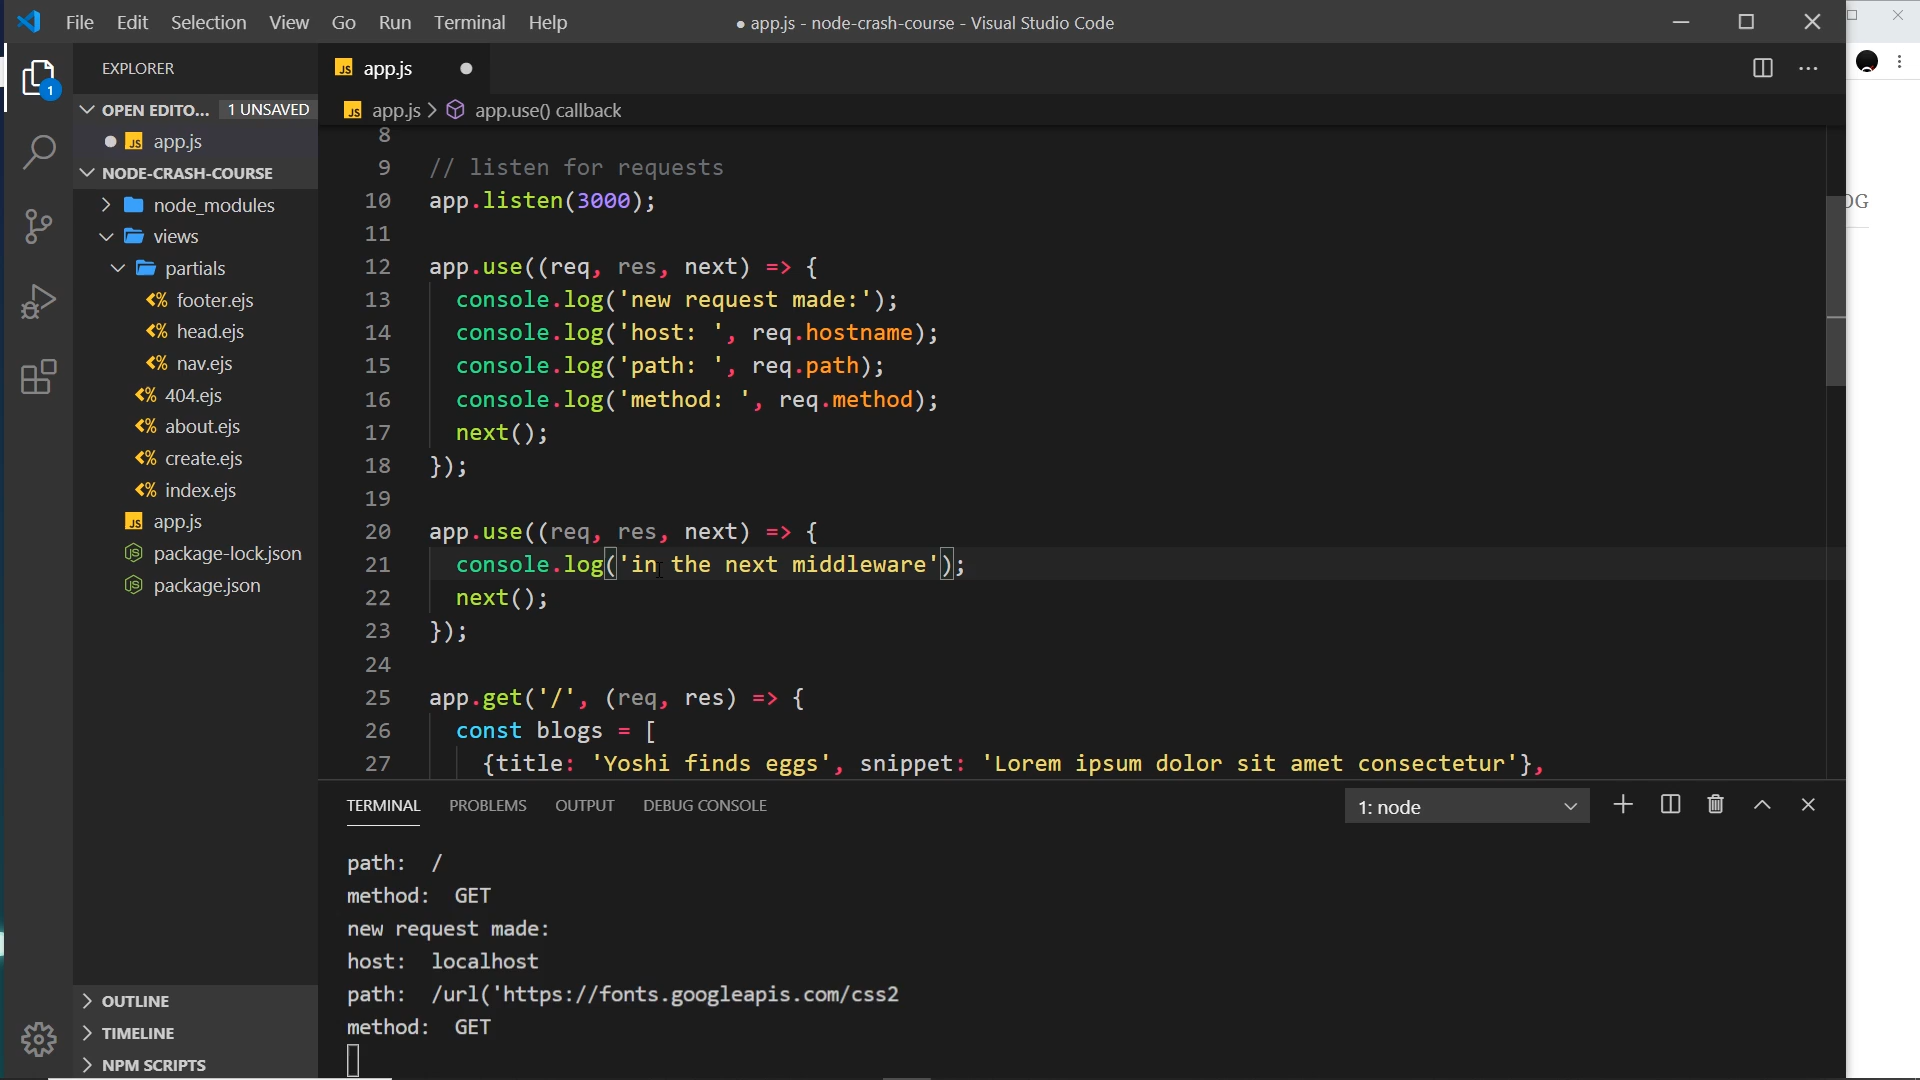 File Edit Selection View Go Run Terminal Help
● app.js - node-crash-course - Visual Studio Code
EXPLORER
OPEN EDITO... 1 UNSAVED
JS app.js
NODE-CRASH-COURSE
node_modules
views
partials
footer.ejs
head.ejs
nav.ejs
404.ejs
about.ejs
create.ejs
index.ejs
JS app.js
package-lock.json
package.json
OUTLINE
TIMELINE
NPM SCRIPTS
1
JS app.js
JS app.js > app.use() callback
8
9 // listen for requests
10 app.listen(3000);
11
12 app.use((req, res, next) => {
13 console.log('new request made:');
14 console.log('host: ', req.hostname);
15 console.log('path: ', req.path);
16 console.log('method: ', req.method);
17 next();
18 });
19
20 app.use((req, res, next) => {
21 console.log('in the next middleware');
22 next();
23 });
24
25 app.get('/', (req, res) => {
26 const blogs = [
27 {title: 'Yoshi finds eggs', snippet: 'Lorem ipsum dolor sit amet consectetur'},
TERMINAL PROBLEMS OUTPUT DEBUG CONSOLE 1: node
path: /
method: GET
new request made:
host: localhost
path: /url('https://fonts.googleapis.com/css2
method: GET
OG